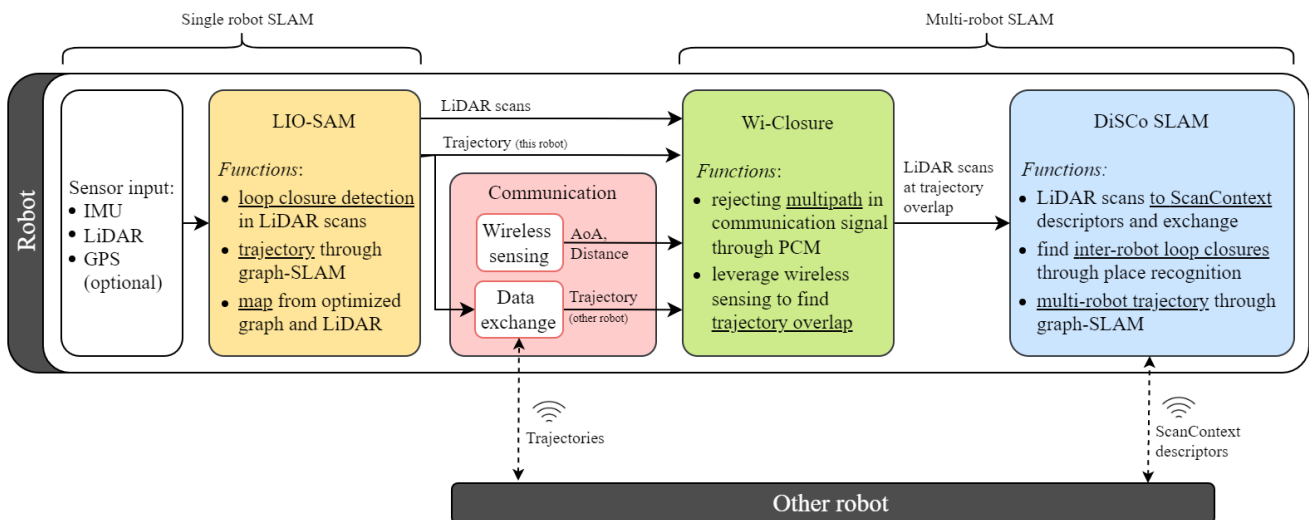 Single robot SLAM
Multi-robot SLAM
Robot
Sensor input:
• IMU
• LiDAR
• GPS
(optional)
LIO-SAM
Functions:
• loop closure detection
in LiDAR scans
• trajectory through
graph-SLAM
• map from optimized
graph and LiDAR
LiDAR scans
Trajectory (this robot)
Communication
Wireless
sensing
AoA,
Distance
Data
exchange
Trajectory
(other robot)
Wi-Closure
Functions:
• rejecting multipath in
communication signal
through PCM
• leverage wireless
sensing to find
trajectory overlap
LiDAR scans
at trajectory
overlap
DiSCo SLAM
Functions:
• LiDAR scans to ScanContext
descriptors and exchange
• find inter-robot loop closures
through place recognition
• multi-robot trajectory through
graph-SLAM
Trajectories
ScanContext
descriptors
Other robot